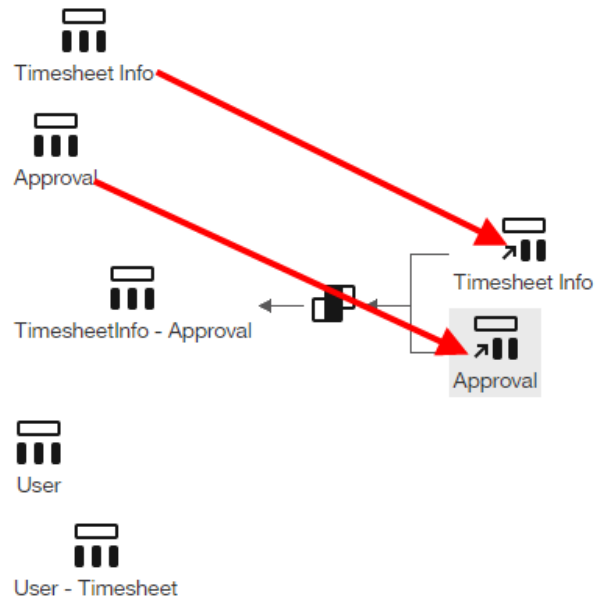 Timesheet Info
Approval
Timesheet Info
TimesheetInfo - Approval
Approval
User
User - Timesheet